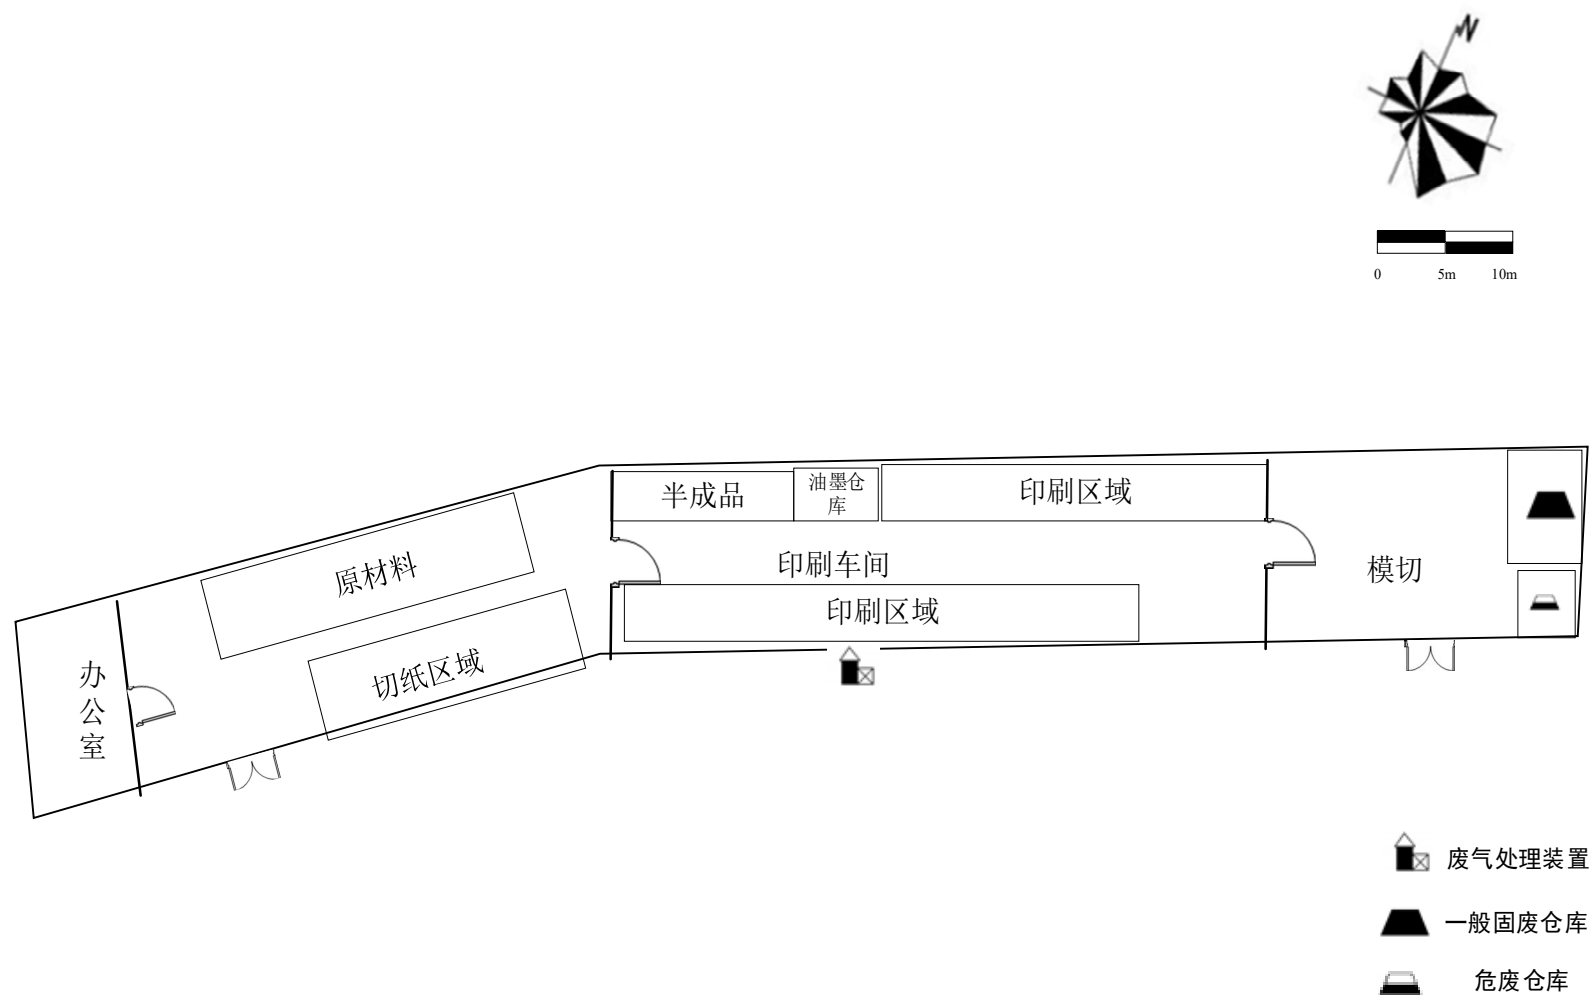 N
0 5m 10m
半成品
油墨仓
库
印刷区域
原材料
印刷车间
模切
印刷区域
切纸区域
办
公
室
废气处理装置
一般固废仓库
危废仓库